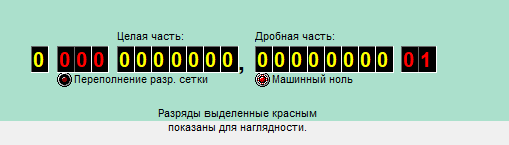 Целая часть: Дробная часть:
0 000 0000000, 00000000 01
Переполнение разр. сетки Машинный ноль
Разряды выделенные красным
показаны для наглядности.